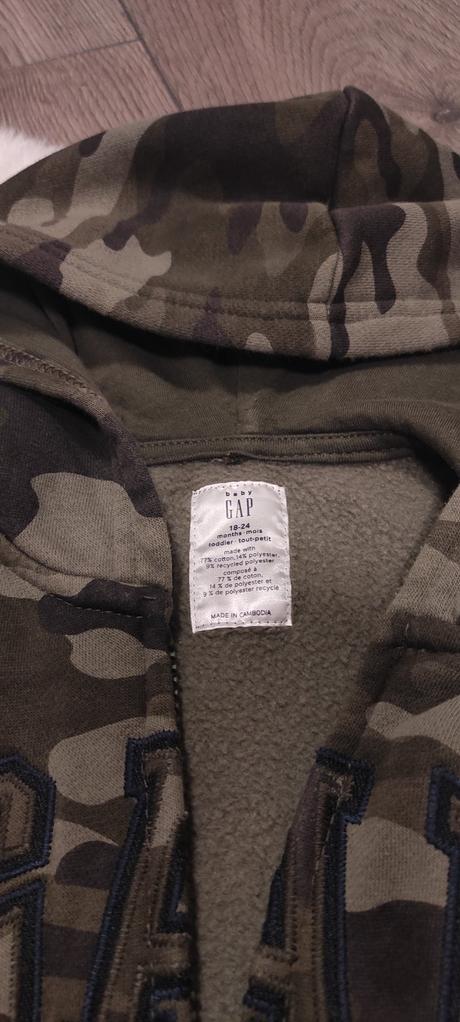 baby
GAP
18-24
months·mois
toddler·tout-petit
made with
77% cotton,14% polyester,
9% recycled polyester
composé à
77 % de coton,
14 % de polyester et
9 % de polyester recyclé
MADE IN CAMBODIA
GAP